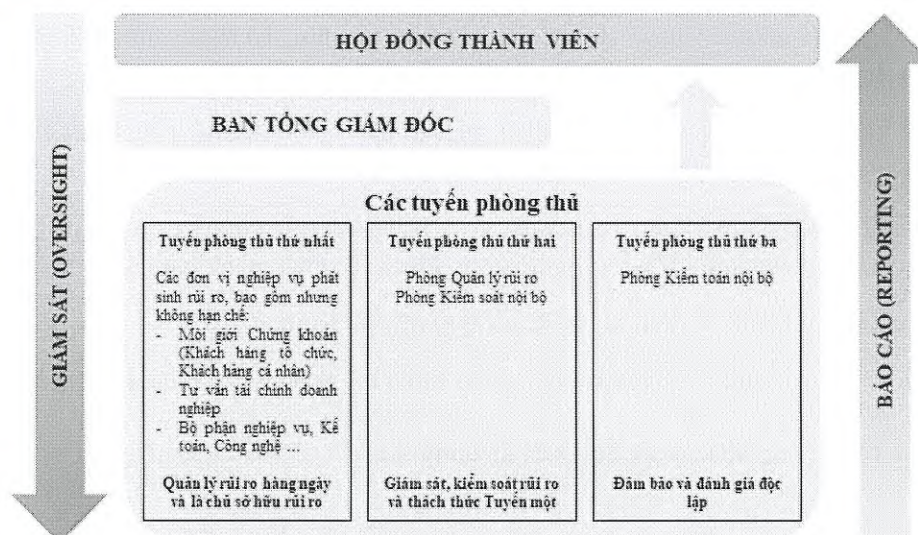 HỘI ĐỒNG THÀNH VIÊN
BAN TỔNG GIÁM ĐỐC
GIÁM SÁT (OVERSIGHT)
Các tuyến phòng thủ
Tuyến phòng thủ thứ nhất
Các đơn vị nghiệp vụ phát
sinh rủi ro, bao gồm nhưng
không hạn chế:
- Môi giới Chứng khoán
(Khách hàng tổ chức,
Khách hàng cá nhân)
- Tư vấn tài chính doanh
nghiệp
- Bộ phận nghiệp vụ, Kế
toán, Công nghệ ...
Quản lý rủi ro hàng ngày
và là chủ sở hữu rủi ro
Tuyến phòng thủ thứ hai
Phòng Quản lý rủi ro
Phòng Kiểm soát nội bộ
Giám sát, kiểm soát rủi ro
và thách thức Tuyến một
Tuyến phòng thủ thứ ba
Phòng Kiểm toán nội bộ
Đảm bảo và đánh giá độc
lập
BÁO CÁO (REPORTING)